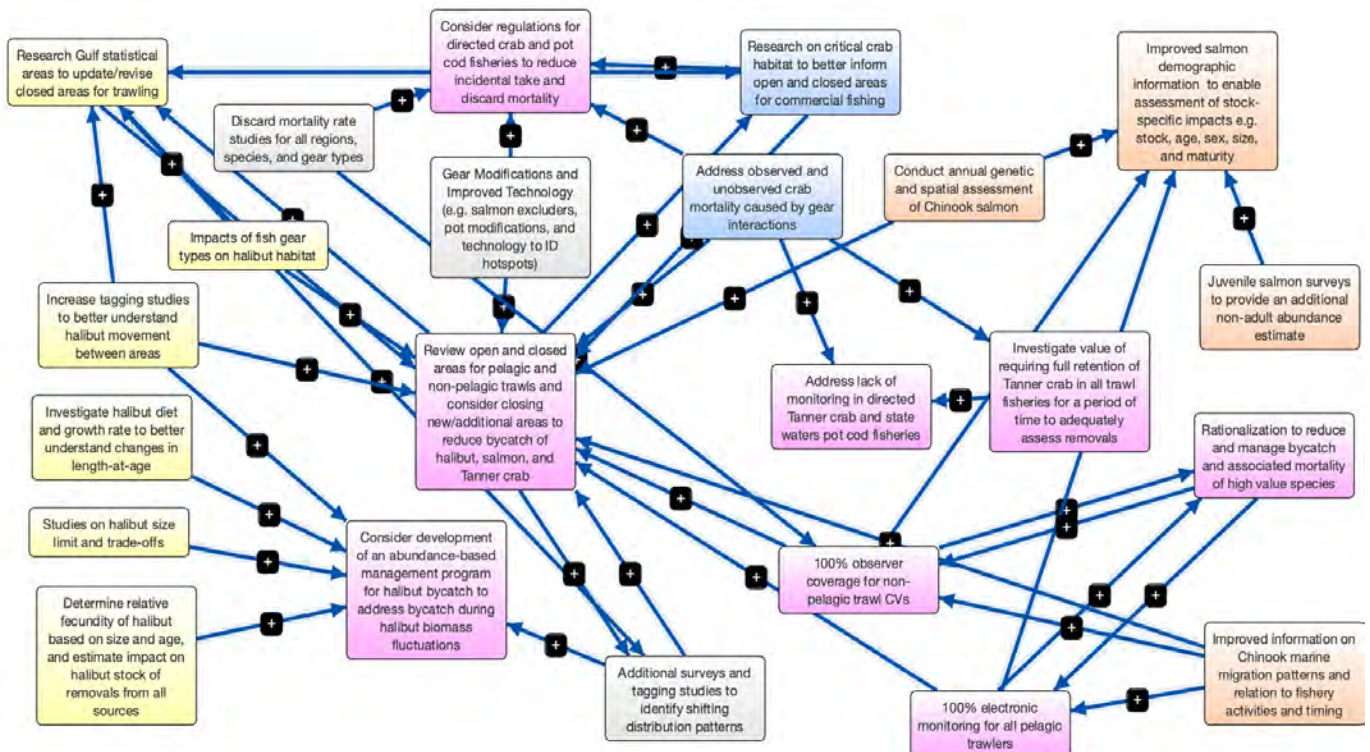 Consider regulations for
directed crab and pot
cod fisheries to reduce
incidental take and
discard mortality
Research Gulf statistical
areas to update/revise
closed areas for trawling
Research on critical crab
habitat to better inform
open and closed areas
for commercial fishing
Improved salmon
demographic
information to enable
assessment of stock-
specific impacts e.g.
stock, age, sex, size,
and maturity
Discard mortality rate
studies for all regions,
species, and gear types
Gear Modifications and
Improved Technology
(e.g. salmon excluders,
pot modifications, and
technology to ID
hotspots)
Address observed and
unobserved crab
mortality caused by gear
interactions
Conduct annual genetic
and spatial assessment
of Chinook salmon
Impacts of fish gear
types on halibut habitat
Increase tagging studies
to better understand
halibut movement
between areas
Juvenile salmon surveys
to provide an additional
non-adult abundance
estimate
Review open and closed
areas for pelagic and
non-pelagic trawls and
consider closing
new/additional areas to
reduce bycatch of
halibut, salmon, and
Tanner crab
Address lack of
monitoring in directed
Tanner crab and state
waters pot cod fisheries
Investigate value of
requiring full retention of
Tanner crab in all trawl
fisheries for a period of
time to adequately
assess removals
Investigate halibut diet
and growth rate to better
understand changes in
length-at-age
Rationalization to reduce
and manage bycatch
and associated mortality
of high value species
Studies on halibut size
limit and trade-offs
Consider development
of an abundance-based
management program
for halibut bycatch to
address bycatch during
halibut biomass
fluctuations
100% observer
coverage for non-
pelagic trawl CVs
Determine relative
fecundity of halibut
based on size and age,
and estimate impact on
halibut stock of
removals from all
sources
Additional surveys and
tagging studies to
identify shifting
distribution patterns
Improved information on
Chinook marine
migration patterns and
relation to fishery
activities and timing
100% electronic
monitoring for all pelagic
trawlers